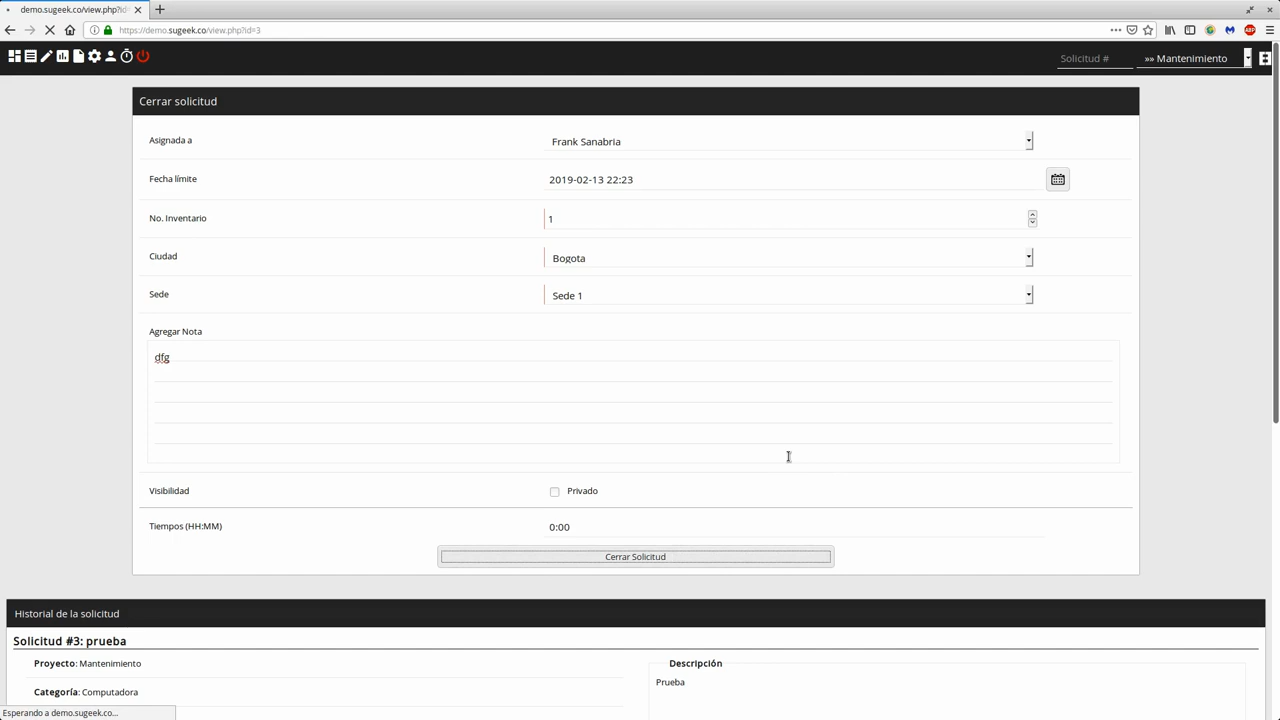 demo.sugeek.co/view.php?id=
https://demo.sugeek.co/view.php?id=3
Solicitud #
»» Mantenimiento
Cerrar solicitud
Asignada a
Frank Sanabria
Fecha límite
2019-02-13 22:23
No. Inventario
1
Ciudad
Bogota
Sede
Sede 1
Agregar Nota
dfg
Visibilidad
Privado
Tiempos (HH:MM)
0:00
Cerrar Solicitud
Historial de la solicitud
Solicitud #3: prueba
Proyecto: Mantenimiento
Descripción
Prueba
Categoría: Computadora
Esperando a demo.sugeek.co...